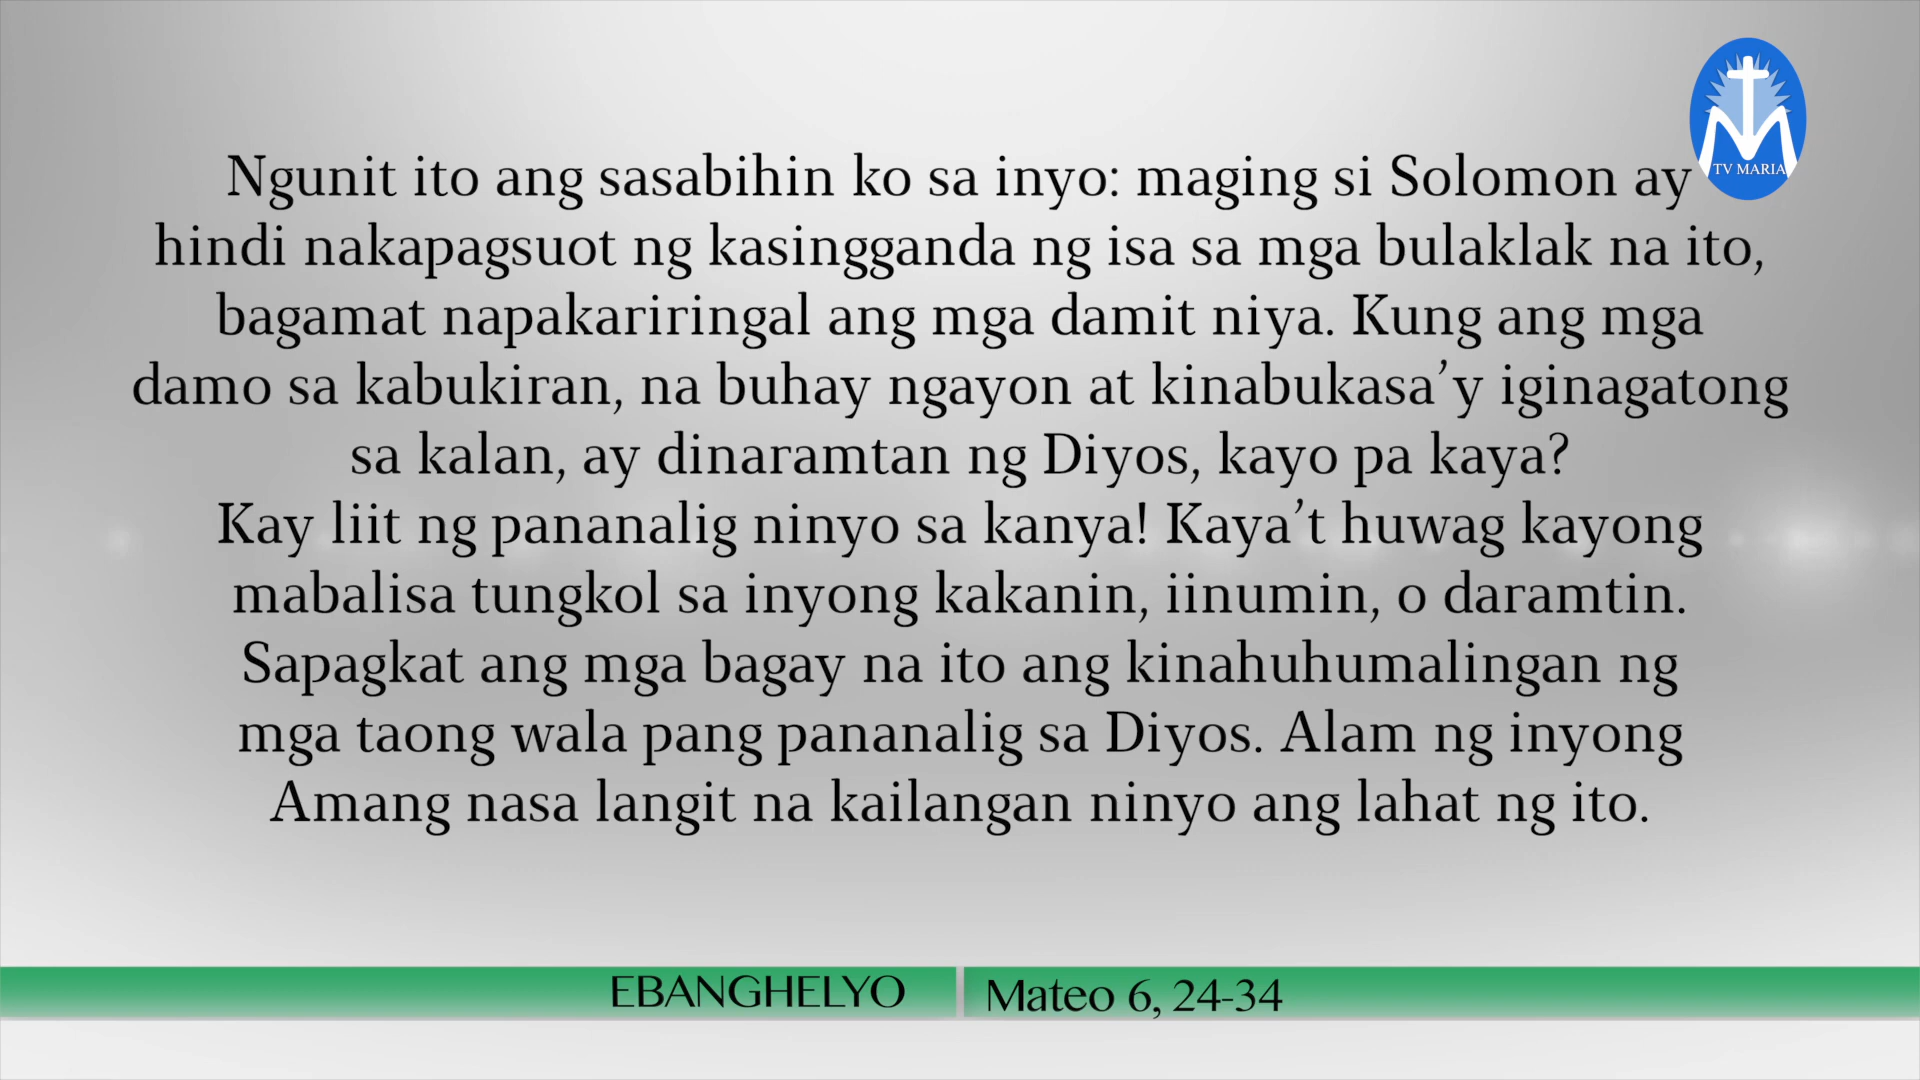 TV MARIA
Ngunit ito ang sasabihin ko sa inyo: maging si Solomon ay
hindi nakapagsuot ng kasingganda ng isa sa mga bulaklak na ito,
bagamat napakariringal ang mga damit niya. Kung ang mga
damo sa kabukiran, na buhay ngayon at kinabukasa’y iginagatong
sa kalan, ay dinaramtan ng Diyos, kayo pa kaya?
Kay liit ng pananalig ninyo sa kanya! Kaya’t huwag kayong
mabalisa tungkol sa inyong kakanin, iinumin, o daramtin.
Sapagkat ang mga bagay na ito ang kinahuhumalingan ng
mga taong wala pang pananalig sa Diyos. Alam ng inyong
Amang nasa langit na kailangan ninyo ang lahat ng ito.
EBANGHELYO
Mateo 6, 24-34